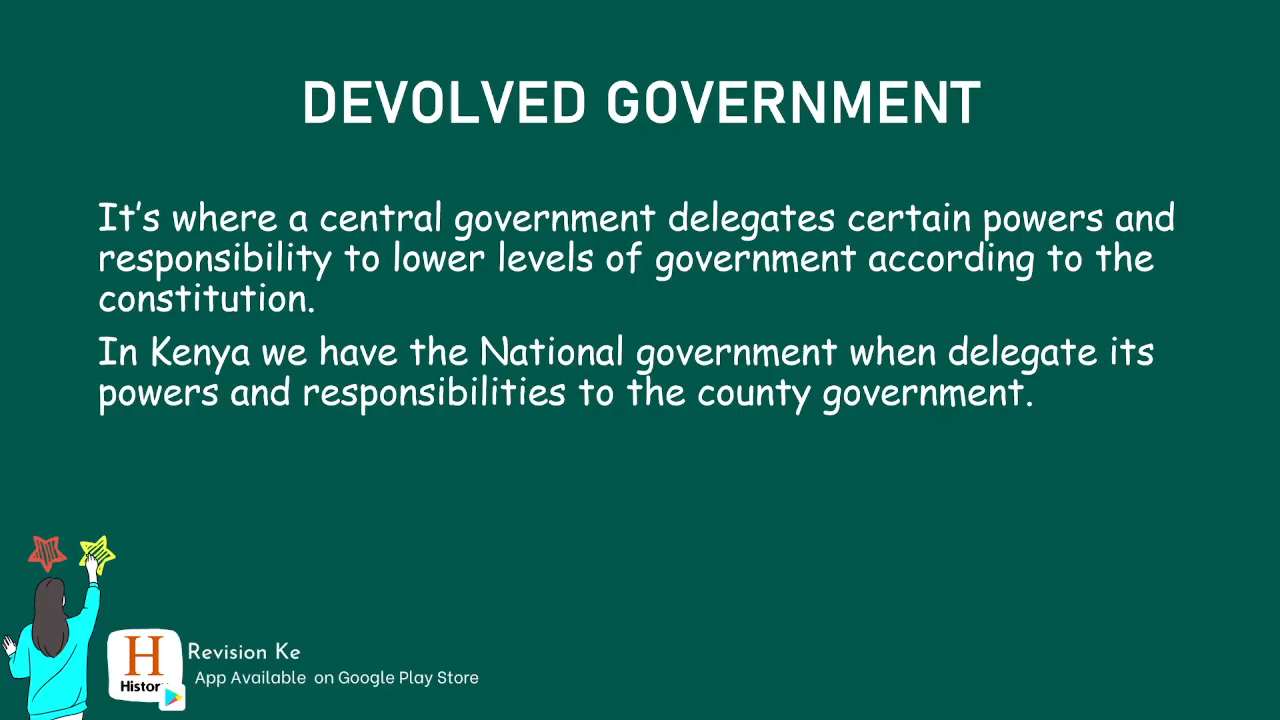 DEVOLVED GOVERNMENT
It's where a central government delegates certain powers and
responsibility to lower levels of government according to the
constitution.
In Kenya we have the National government when delegate its
powers and responsibilities to the county government.
H
History
Revision Ke
App Available on Google Play Store